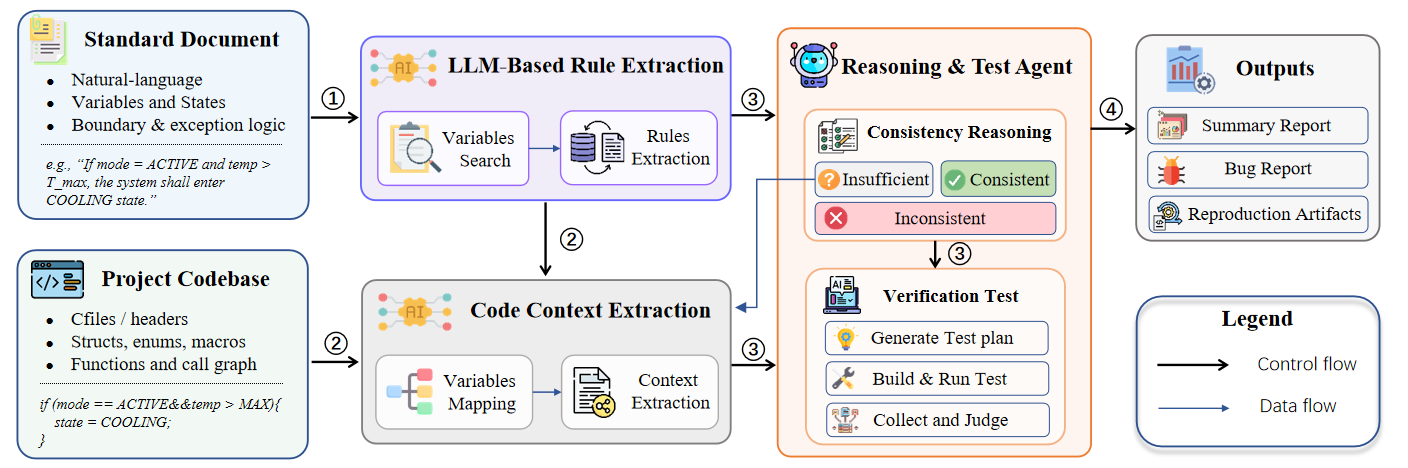 Standard Document
● Natural-language
● Variables and States
● Boundary & exception logic
e.g., “If mode = ACTIVE and temp >
T_max, the system shall enter
COOLING state.”
Project Codebase
</>
● Cfiles / headers
● Structs, enums, macros
● Functions and call graph
if (mode == ACTIVE&&temp > MAX){
state = COOLING;
}
①
②
AI
LLM-Based Rule Extraction
Variables
Search
Rules
Extraction
②
AI
Code Context Extraction
Variables
Mapping
Context
Extraction
③
③
Reasoning & Test Agent
Consistency Reasoning
? Insufficient
Consistent
Inconsistent
③
AI
Verification Test
Generate Test plan
Build & Run Test
Collect and Judge
④
Outputs
Summary Report
Bug Report
Reproduction Artifacts
Legend
Control flow
Data flow